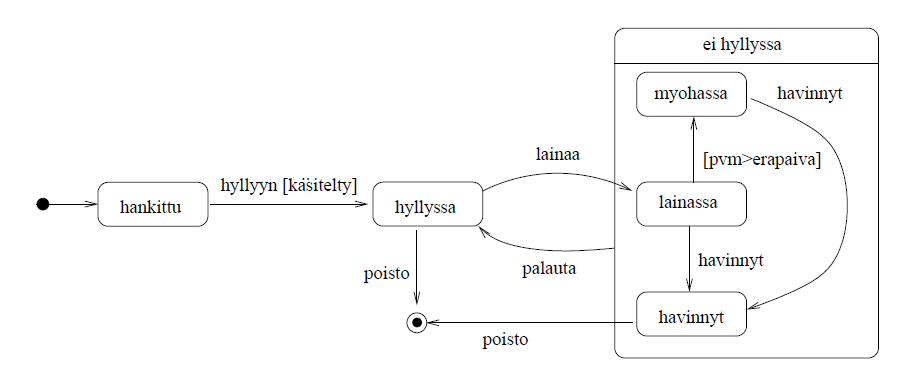 ei hyllyssa
myohassa
havinnyt
[pvm>erapaiva]
lainaa
hyllyyn [käsitelty]
hankittu
hyllyssa
lainassa
palauta
havinnyt
poisto
havinnyt
poisto